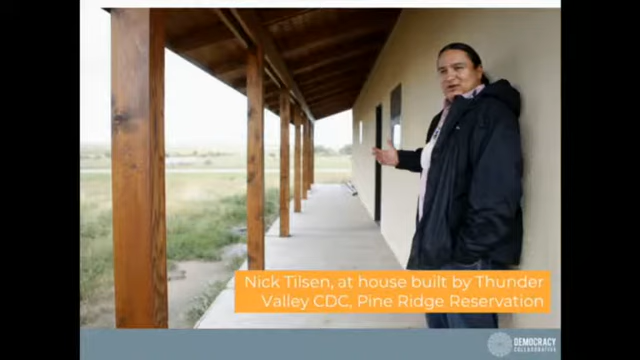 Nick Tilsen, at house built by Thunder
Valley CDC, Pine Ridge Reservation
DEMOCRACY
COLLABORATIVE